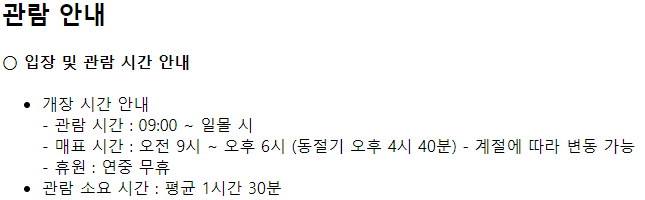 관람 안내
○ 입장 및 관람 시간 안내
● 개장 시간 안내
- 관람 시간 : 09:00 ~ 일몰 시
- 매표 시간 : 오전 9시 ~ 오후 6시 (동절기 오후 4시 40분) - 계절에 따라 변동 가능
- 휴원 : 연중 무휴
● 관람 소요 시간 : 평균 1시간 30분